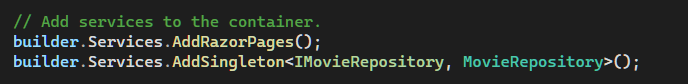 // Add services to the container.
builder.Services.AddRazorPages();
builder.Services.AddSingleton<IMovieRepository, MovieRepository>();